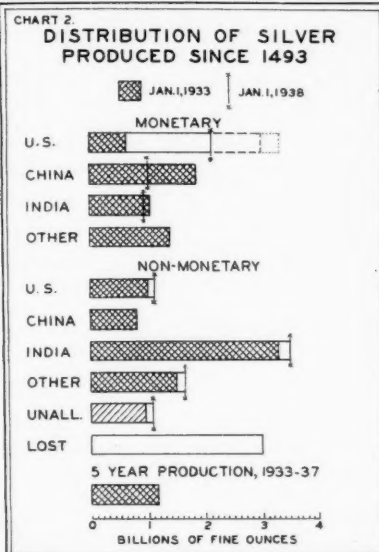 CHART 2.
DISTRIBUTION OF SILVER
PRODUCED SINCE 1493
JAN.1,1933 JAN.1,1938
MONETARY
U.S.
CHINA
INDIA
OTHER
NON-MONETARY
U.S.
CHINA
INDIA
OTHER
UNALL.
LOST
5 YEAR PRODUCTION, 1933-37
0 1 2 3 4
BILLIONS OF FINE OUNCES